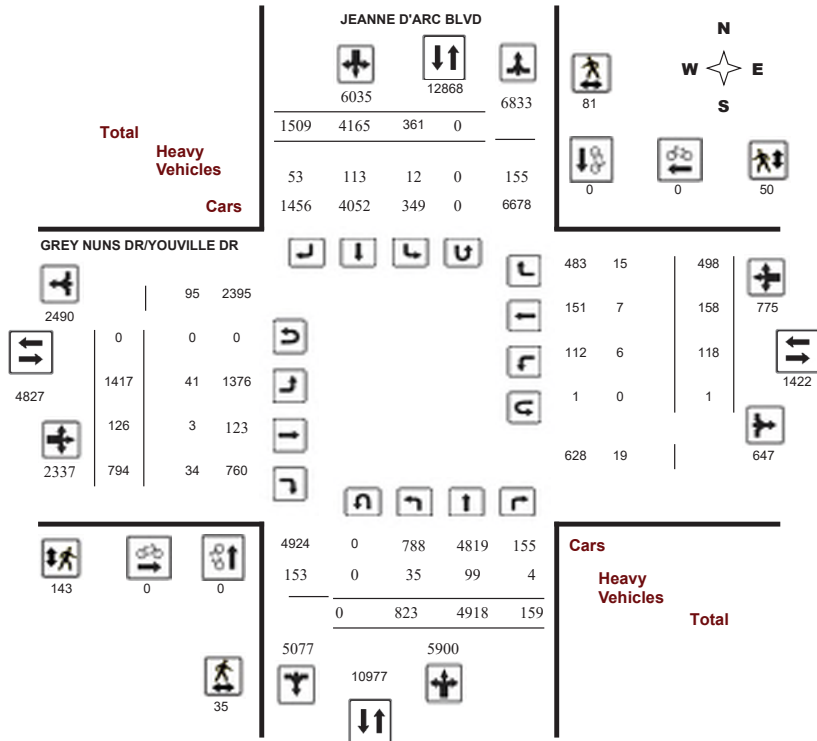 JEANNE D'ARC BLVD
N
W E
S
6035 12868 6833 81
Total 1509 4165 361 0
Heavy
Vehicles 53 113 12 0 155
Cars 1456 4052 349 0 6678
0 0 50
GREY NUNS DR/YOUVILLE DR
2490 95 2395
483 15 498
775
0 0 0
151 7 158
4827 1417 41 1376
112 6 118
1422
126 3 123
1 0 1
2337 794 34 760
628 19 647
4924 0 788 4819 155 Cars
153 0 35 99 4 Heavy
Vehicles
0 823 4918 159 Total
143 0 0
5077 10977 5900
35